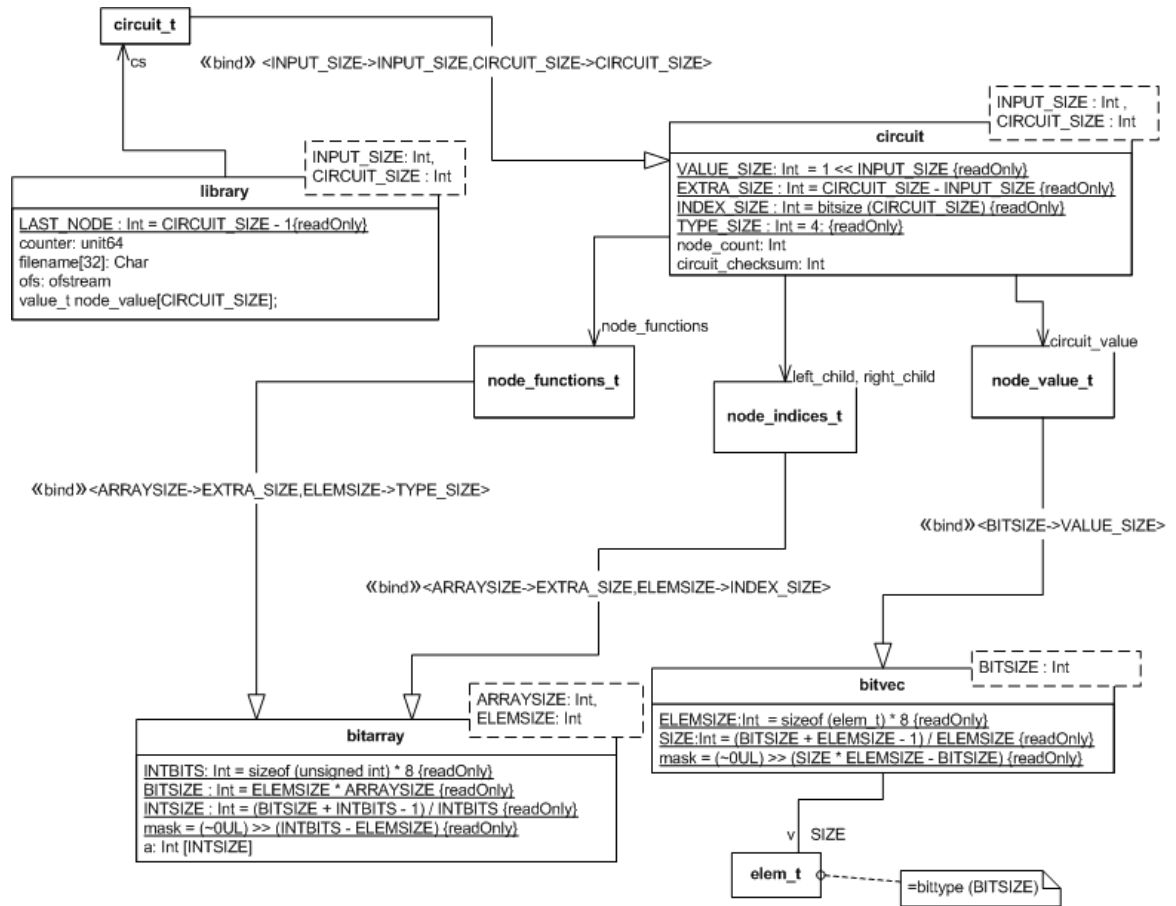 circuit_t
cs
«bind» <INPUT_SIZE->INPUT_SIZE,CIRCUIT_SIZE->CIRCUIT_SIZE>
INPUT_SIZE : Int ,
CIRCUIT_SIZE : Int
circuit
VALUE_SIZE: Int = 1 << INPUT_SIZE {readOnly}
EXTRA_SIZE : Int = CIRCUIT_SIZE - INPUT_SIZE {readOnly}
INDEX_SIZE : Int = bitsize (CIRCUIT_SIZE) {readOnly}
TYPE_SIZE : Int = 4: {readOnly}
node_count: Int
circuit_checksum: Int
INPUT_SIZE: Int,
CIRCUIT_SIZE : Int
library
LAST_NODE : Int = CIRCUIT_SIZE - 1{readOnly}
counter: unit64
filename[32]: Char
ofs: ofstream
value_t node_value[CIRCUIT_SIZE];
node_functions
node_functions_t
left_child, right_child
node_indices_t
circuit_value
node_value_t
«bind»<ARRAYSIZE->EXTRA_SIZE,ELEMSIZE->TYPE_SIZE>
«bind»<BITSIZE->VALUE_SIZE>
«bind»<ARRAYSIZE->EXTRA_SIZE,ELEMSIZE->INDEX_SIZE>
ARRAYSIZE: Int,
ELEMSIZE: Int
bitarray
INTBITS: Int = sizeof (unsigned int) * 8 {readOnly}
BITSIZE : Int = ELEMSIZE * ARRAYSIZE {readOnly}
INTSIZE : Int = (BITSIZE + INTBITS - 1) / INTBITS {readOnly}
mask = (~0UL) >> (INTBITS - ELEMSIZE) {readOnly}
a: Int [INTSIZE]
BITSIZE : Int
bitvec
ELEMSIZE:Int = sizeof (elem_t) * 8 {readOnly}
SIZE:Int = (BITSIZE + ELEMSIZE - 1) / ELEMSIZE {readOnly}
mask = (~0UL) >> (SIZE * ELEMSIZE - BITSIZE) {readOnly}
v SIZE
elem_t
=bittype (BITSIZE)